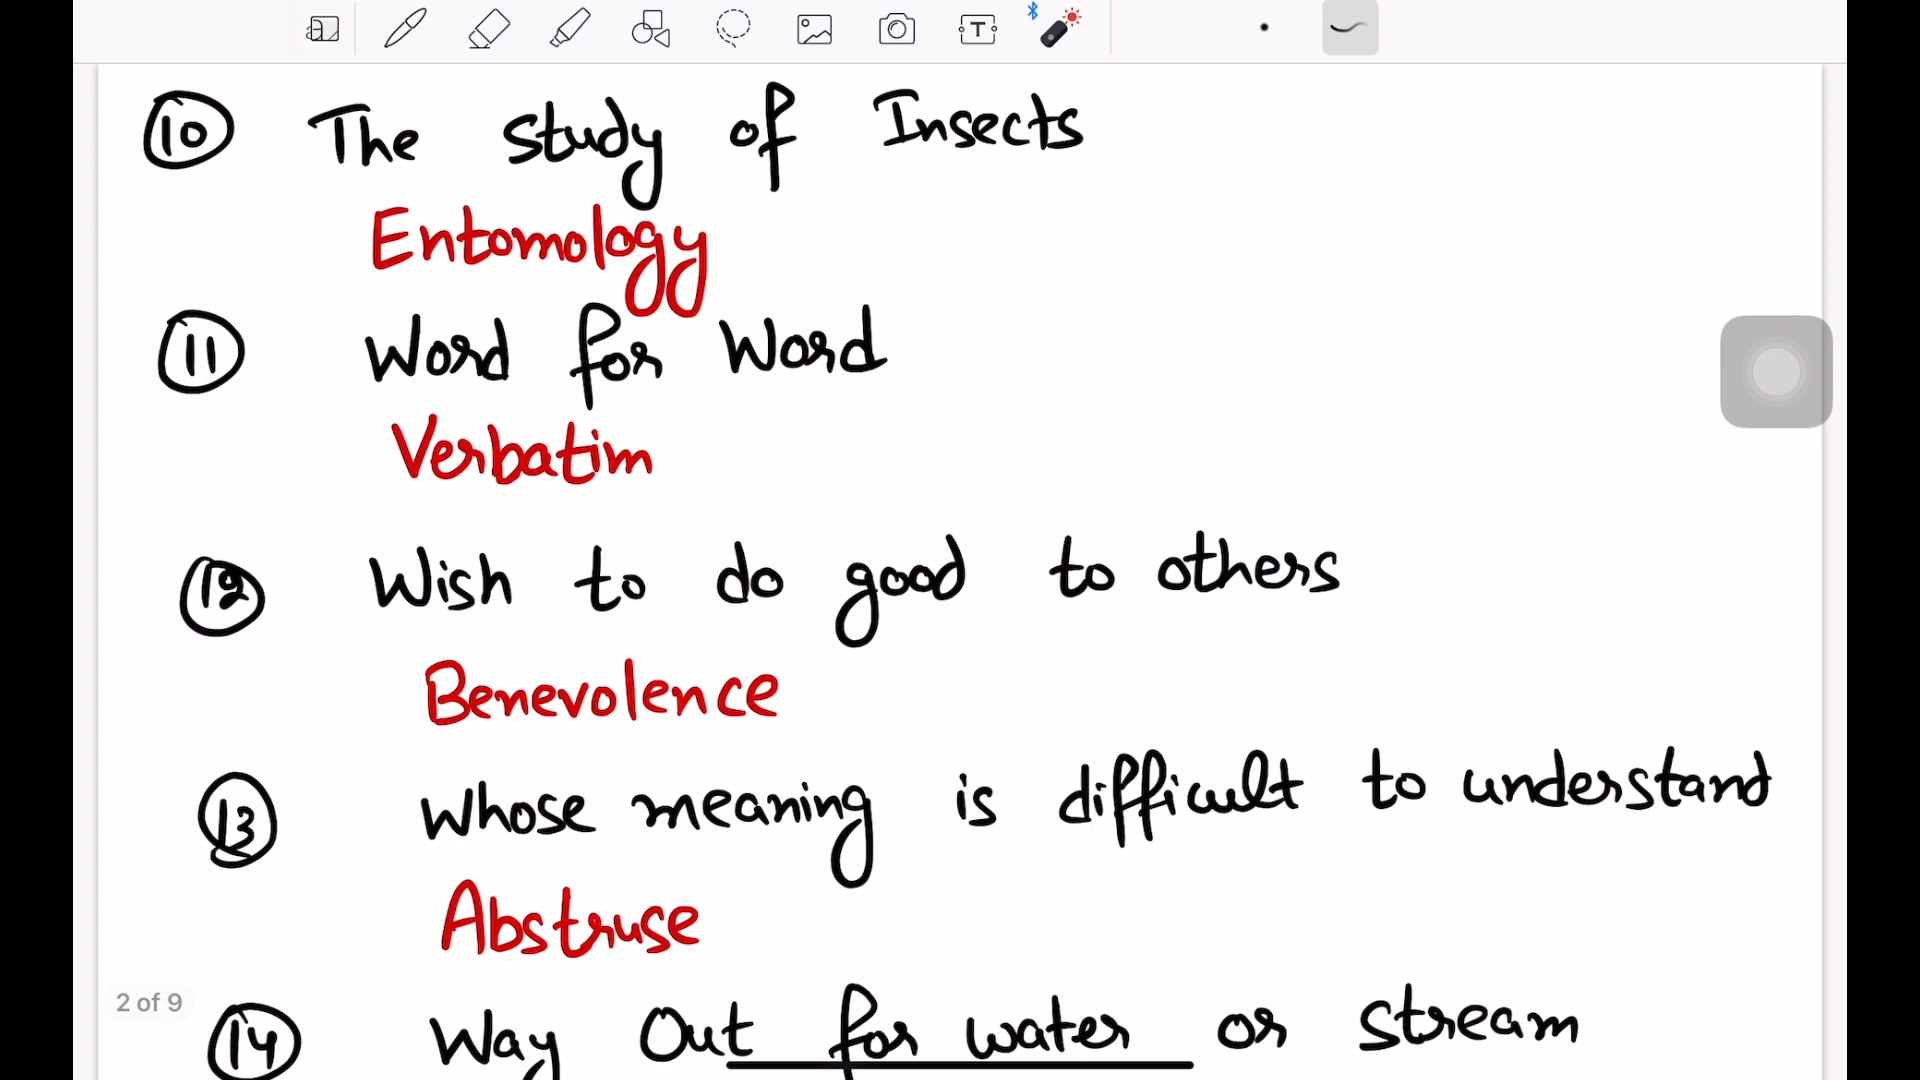 10 The study of Insects
Entomology
11 Word for Word
Verbatim
12 Wish to do good to others
Benevolence
13 Whose meaning is difficult to understand
Abstruse
2 of 9
14 Way Out for water or stream